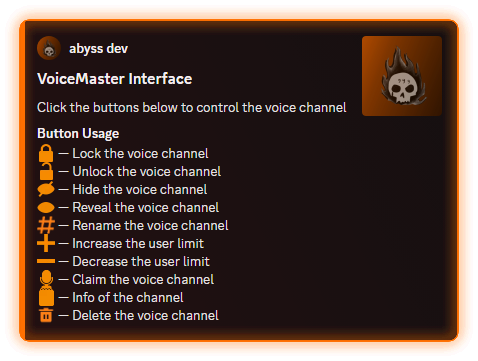 abyss dev
VoiceMaster Interface
Click the buttons below to control the voice channel
Button Usage
— Lock the voice channel
— Unlock the voice channel
— Hide the voice channel
— Reveal the voice channel
— Rename the voice channel
— Increase the user limit
— Decrease the user limit
— Claim the voice channel
— Info of the channel
— Delete the voice channel